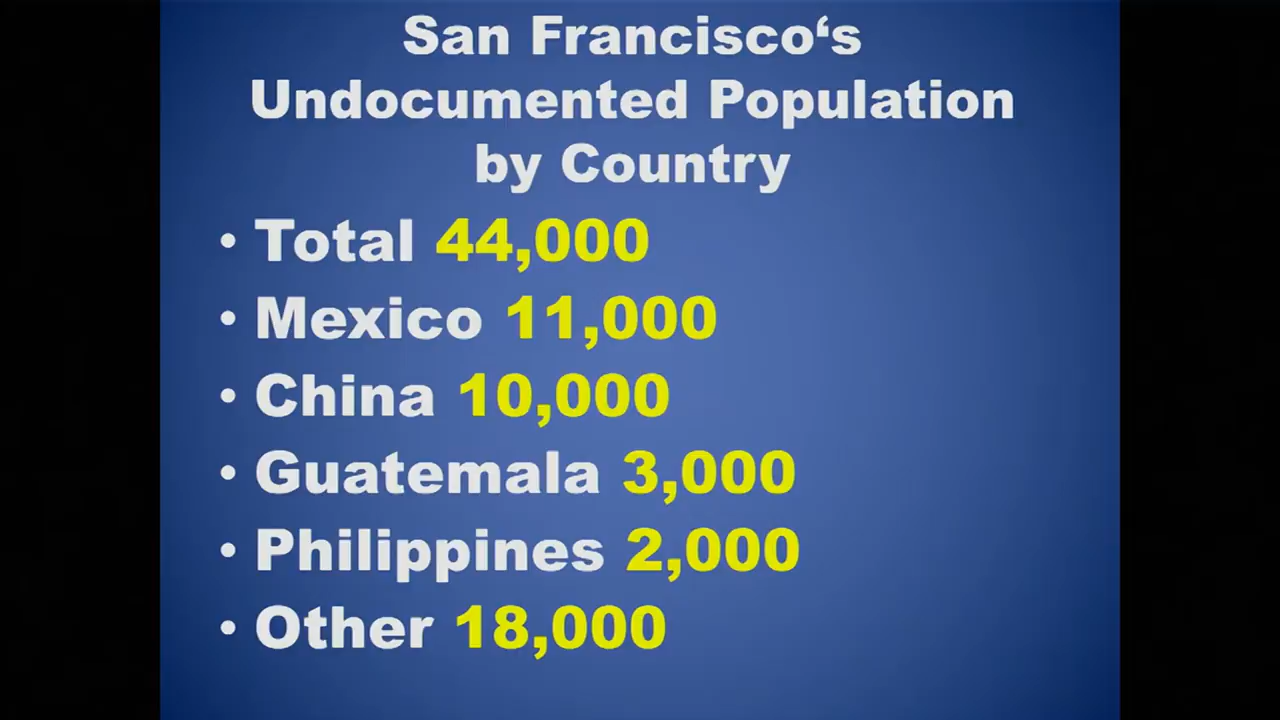 San Francisco‘s
Undocumented Population
by Country
• Total 44,000
• Mexico 11,000
• China 10,000
• Guatemala 3,000
• Philippines 2,000
• Other 18,000